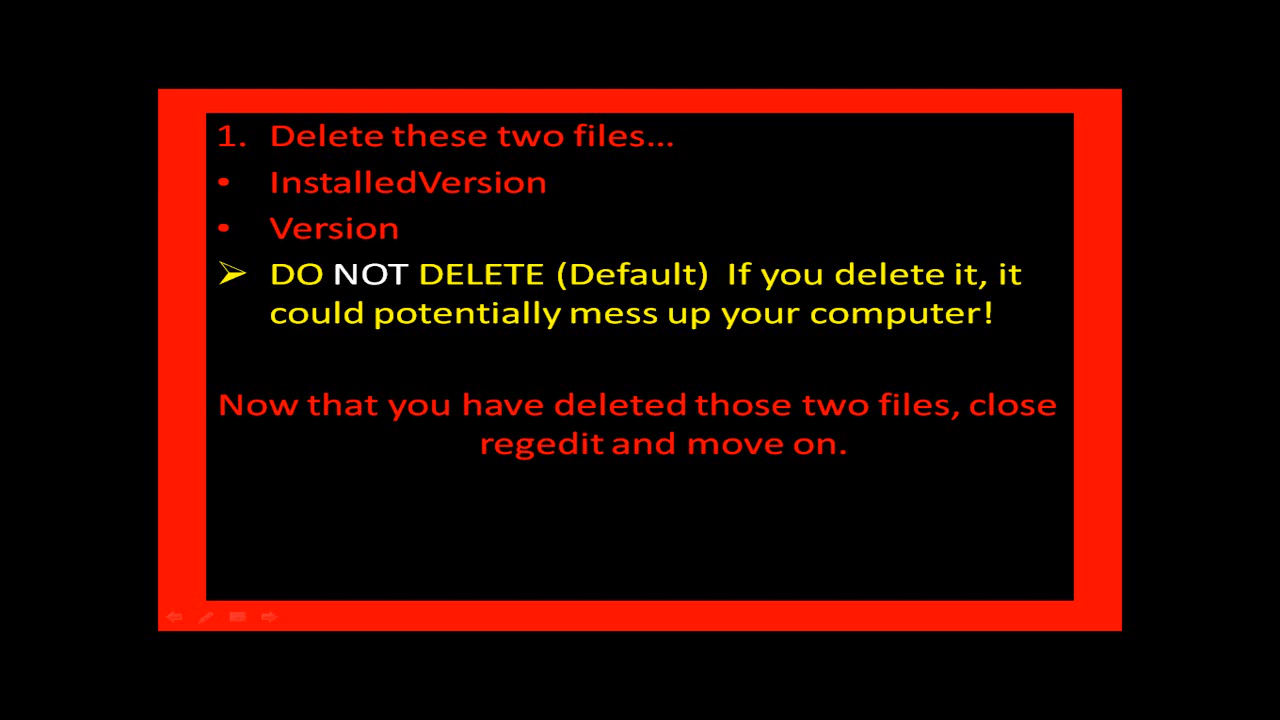 1. Delete these two files...
• InstalledVersion
• Version
➢ DO NOT DELETE (Default)  If you delete it, it
could potentially mess up your computer!
Now that you have deleted those two files, close
regedit and move on.